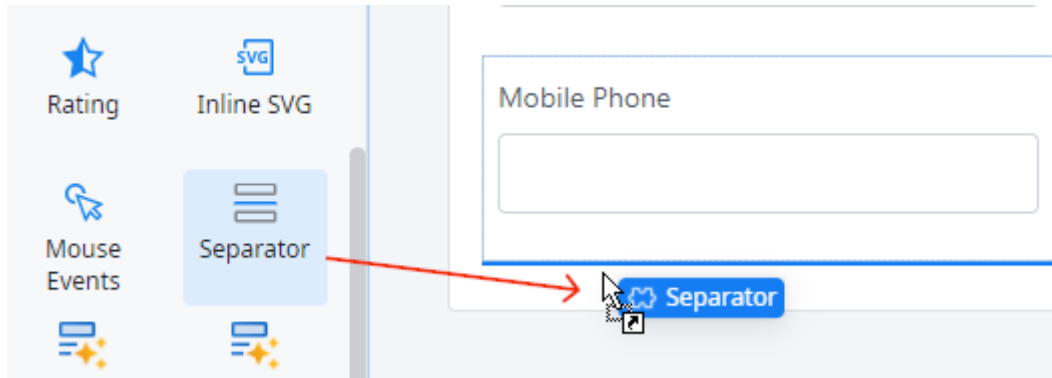 SVG
Rating
Inline SVG
Mobile Phone
Mouse
Events
Separator
Separator